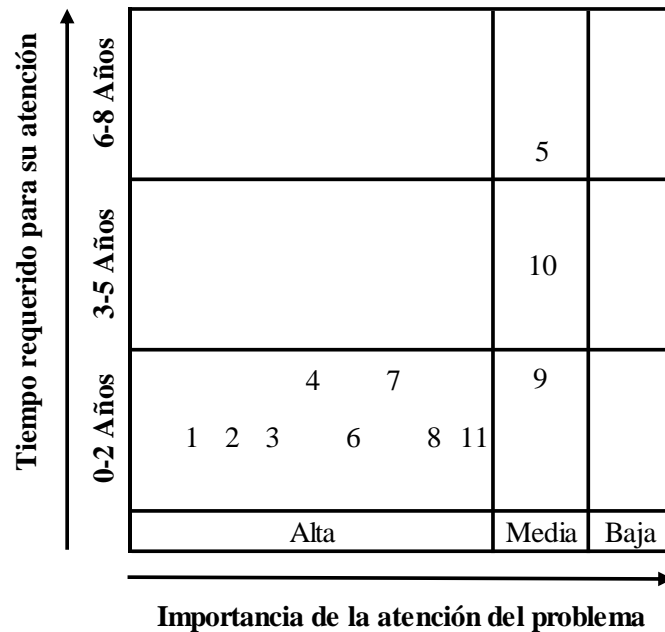 Tiempo requerido para su atención
6-8 Años
5
3-5 Años
10
0-2 Años
4 7 9
1 2 3 6 8 11
Alta Media Baja
Importancia de la atención del problema